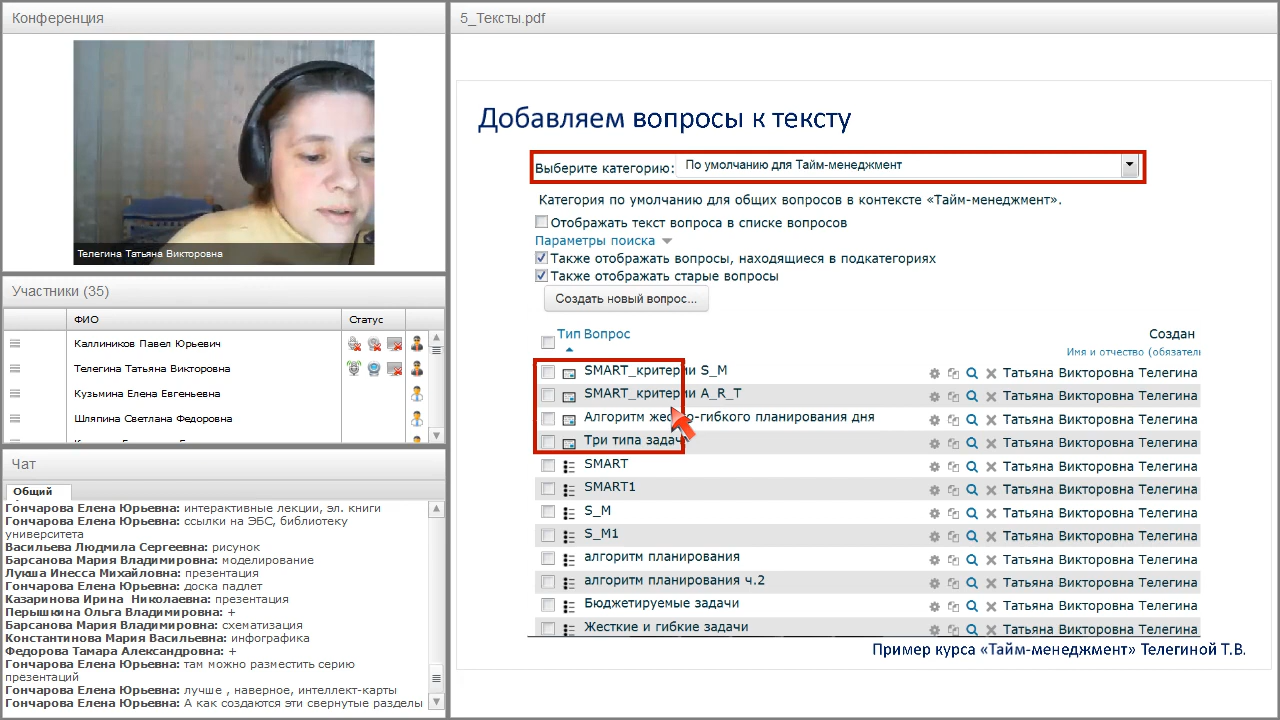 Конференция
Телегина Татьяна Викторовна
Участники (35)
ФИО Статус
Каллиников Павел Юрьевич
Телегина Татьяна Викторовна
Кузьмина Елена Евгеньевна
Шляпина Светлана Федоровна
Чат
Общий
Гончарова Елена Юрьевна: интерактивные лекции, эл. книги
Гончарова Елена Юрьевна: ссылки на ЭБС, библиотеку
университета
Васильева Людмила Сергеевна: рисунок
Барсанова Мария Владимировна: моделирование
Лукша Инесса Михайловна: презентация
Гончарова Елена Юрьевна: доска падлет
Казаринова Ирина Николаевна: презентация
Перышкина Ольга Владимировна: +
Барсанова Мария Владимировна: схематизация
Константинова Мария Васильевна: инфографика
Федорова Тамара Александровна: +
Гончарова Елена Юрьевна: там можно разместить серию
презентаций
Гончарова Елена Юрьевна: лучше , наверное, интеллект-карты
Гончарова Елена Юрьевна: А как создаются эти свернутые разделы
5_Тексты.pdf
Добавляем вопросы к тексту
Выберите категорию: По умолчанию для Тайм-менеджмент
Категория по умолчанию для общих вопросов в контексте «Тайм-менеджмент».
Отображать текст вопроса в списке вопросов
Параметры поиска
Также отображать вопросы, находящиеся в подкатегориях
Также отображать старые вопросы
Создать новый вопрос...
Тип Вопрос Создан
Имя и отчество
SMART_критерии S_M Татьяна Викторовна Телегина
SMART_критерии A_R_T Татьяна Викторовна Телегина
Алгоритм жестко-гибкого планирования дня Татьяна Викторовна Телегина
Три типа задач Татьяна Викторовна Телегина
SMART Татьяна Викторовна Телегина
SMART1 Татьяна Викторовна Телегина
S_M Татьяна Викторовна Телегина
S_M1 Татьяна Викторовна Телегина
алгоритм планирования Татьяна Викторовна Телегина
алгоритм планирования ч.2 Татьяна Викторовна Телегина
Бюджетируемые задачи Татьяна Викторовна Телегина
Жесткие и гибкие задачи Татьяна Викторовна Телегина
Пример курса «Тайм-менеджмент» Телегиной Т.В.